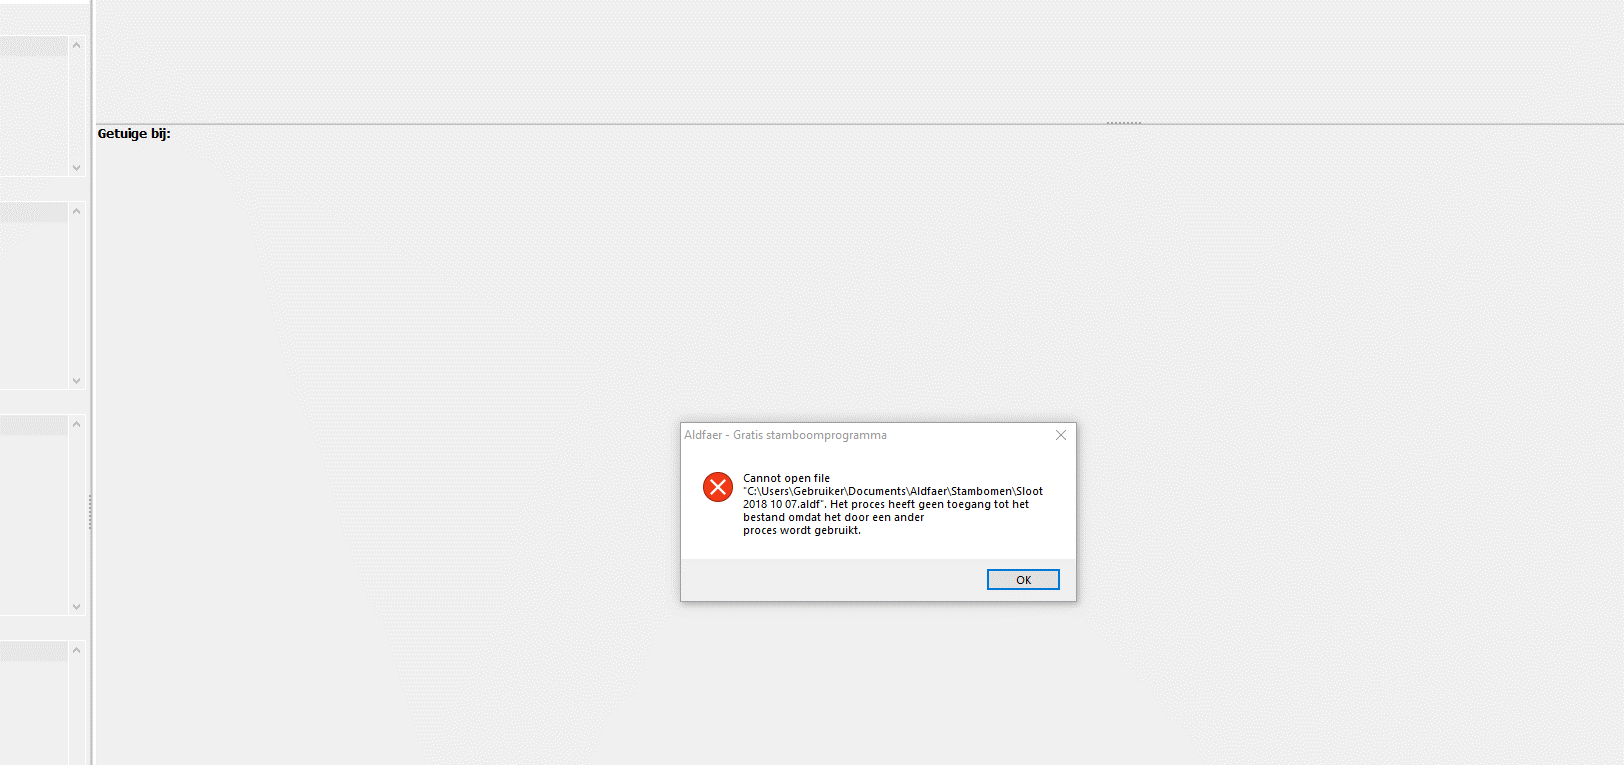 Getuige bij:
Aldfaer - Gratis stamboomprogramma
Cannot open file
"C:\Users\Gebruiker\Documents\Aldfaer\Stambomen\Sloot
2018 10 07.aldf". Het proces heeft geen toegang tot het
bestand omdat het door een ander
proces wordt gebruikt.
OK